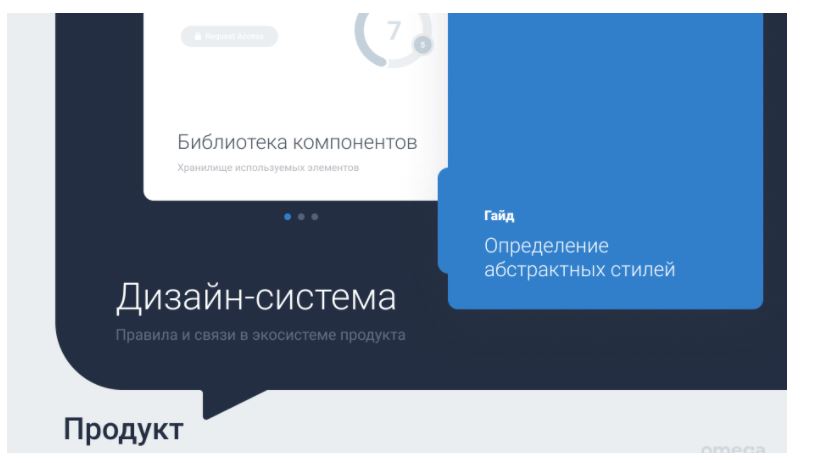 Request Access
7
5
Библиотека компонентов
Хранилище используемых элементов
Гайд
Определение
абстрактных стилей
Дизайн-система
Правила и связи в экосистеме продукта
Продукт
omega